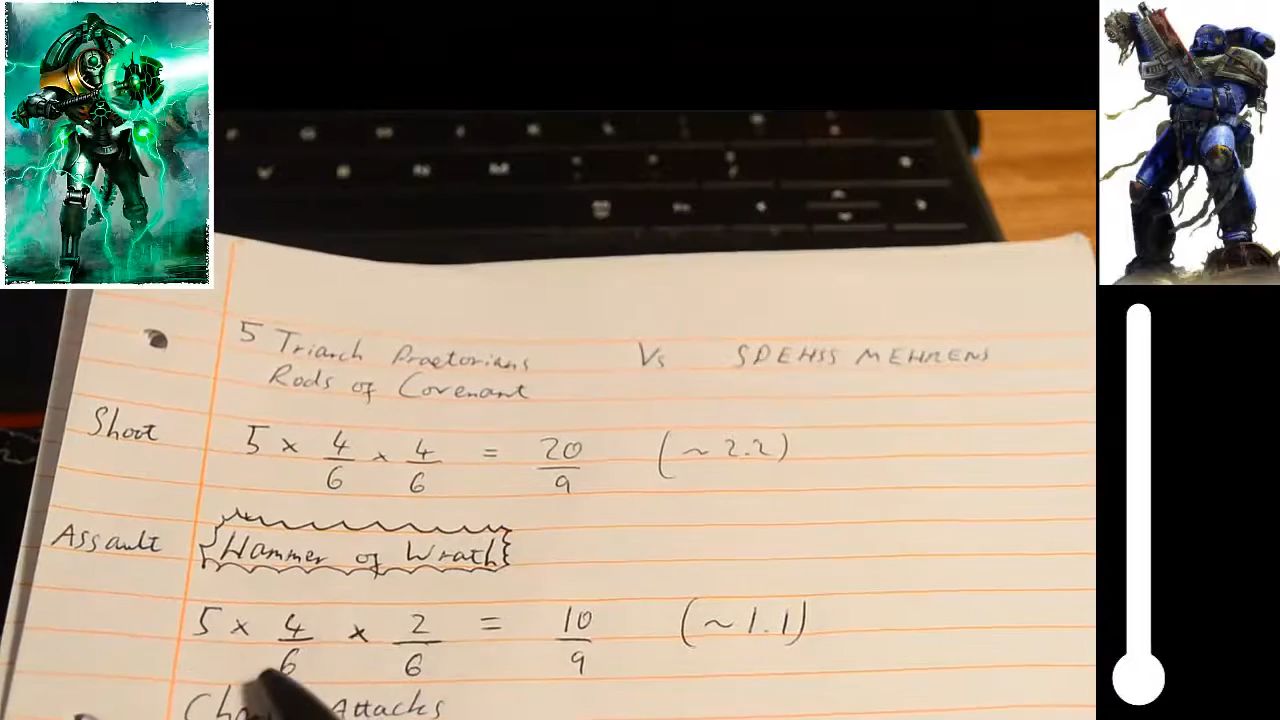 5 Triarch Praetorians Vs SPEHSS MEHRENS
Rods of Covenant
Shoot 5 × 4/6 × 4/6 = 20/9 (~ 2.2)
Assault Hammer of Wrath
5 × 4/6 × 2/6 = 10/9 (~ 1.1)
Attacks